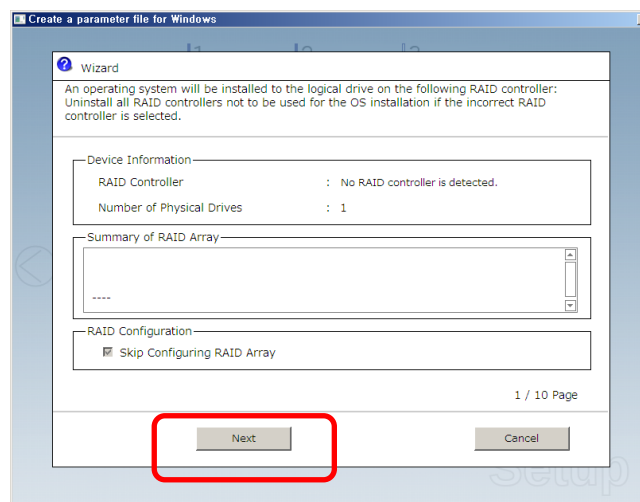 Create a parameter file for Windows
Wizard
An operating system will be installed to the logical drive on the following RAID controller:
Uninstall all RAID controllers not to be used for the OS installation if the incorrect RAID
controller is selected.
Device Information
RAID Controller : No RAID controller is detected.
Number of Physical Drives : 1
Summary of RAID Array
----
RAID Configuration
Skip Configuring RAID Array
1 / 10 Page
Next Cancel
Setup